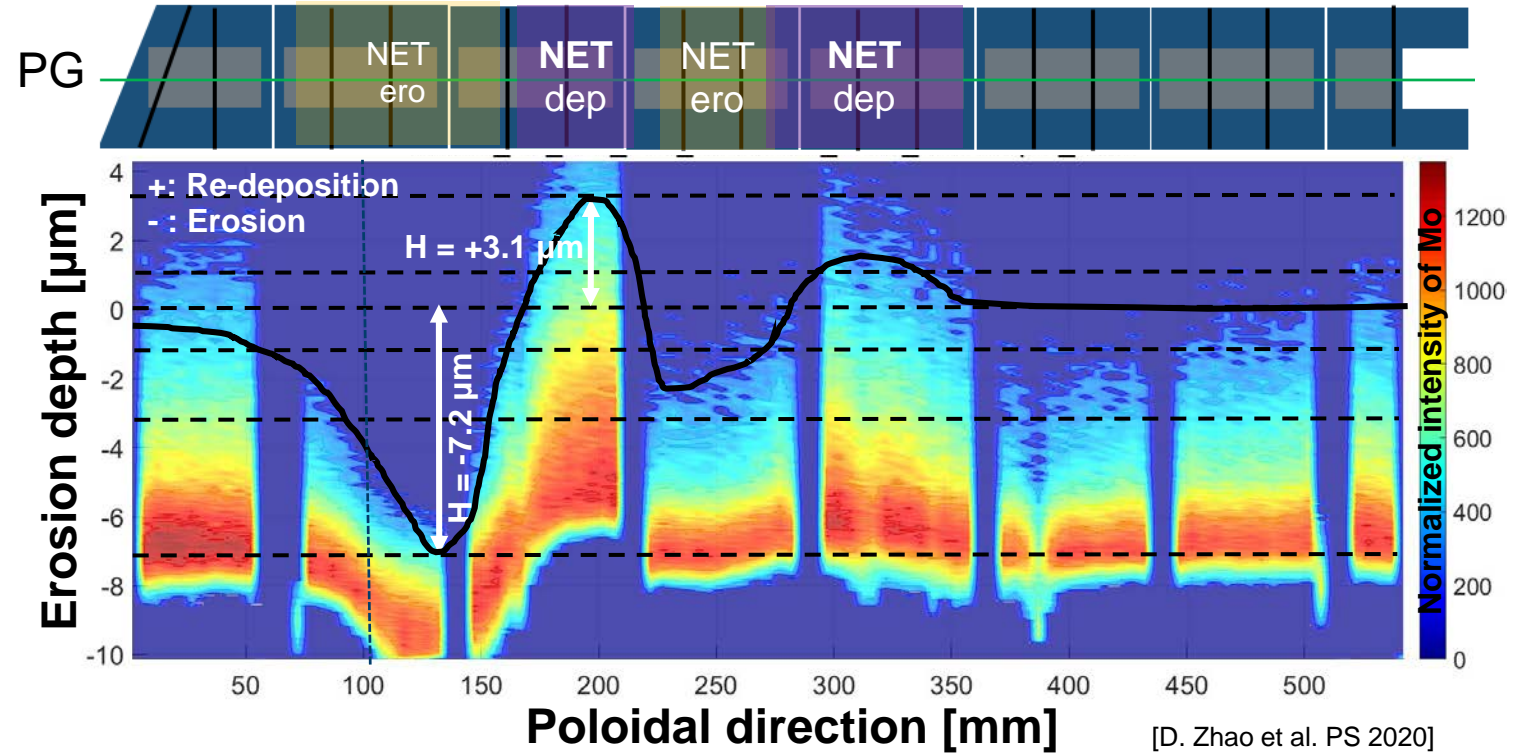 PG
NET
ero
NET
dep
NET
ero
NET
dep
+: Re-deposition
- : Erosion
H = +3.1 µm
H = -7.2 µm
Erosion depth [µm]
4
2
0
-2
-4
-6
-8
-10
50
100
150
200
250
300
350
400
450
500
Poloidal direction [mm]
1200
1000
800
600
400
200
0
Normalized intensity of Mo
[D. Zhao et al. PS 2020]